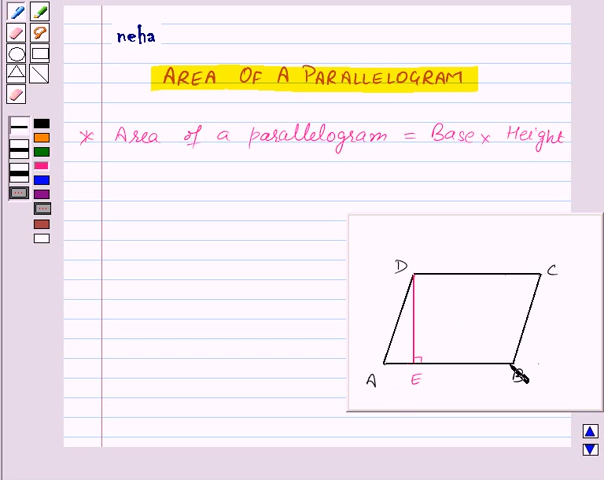 neha
AREA OF A PARALLELOGRAM
* Area of a parallelogram = Base x Height
D C
A E B